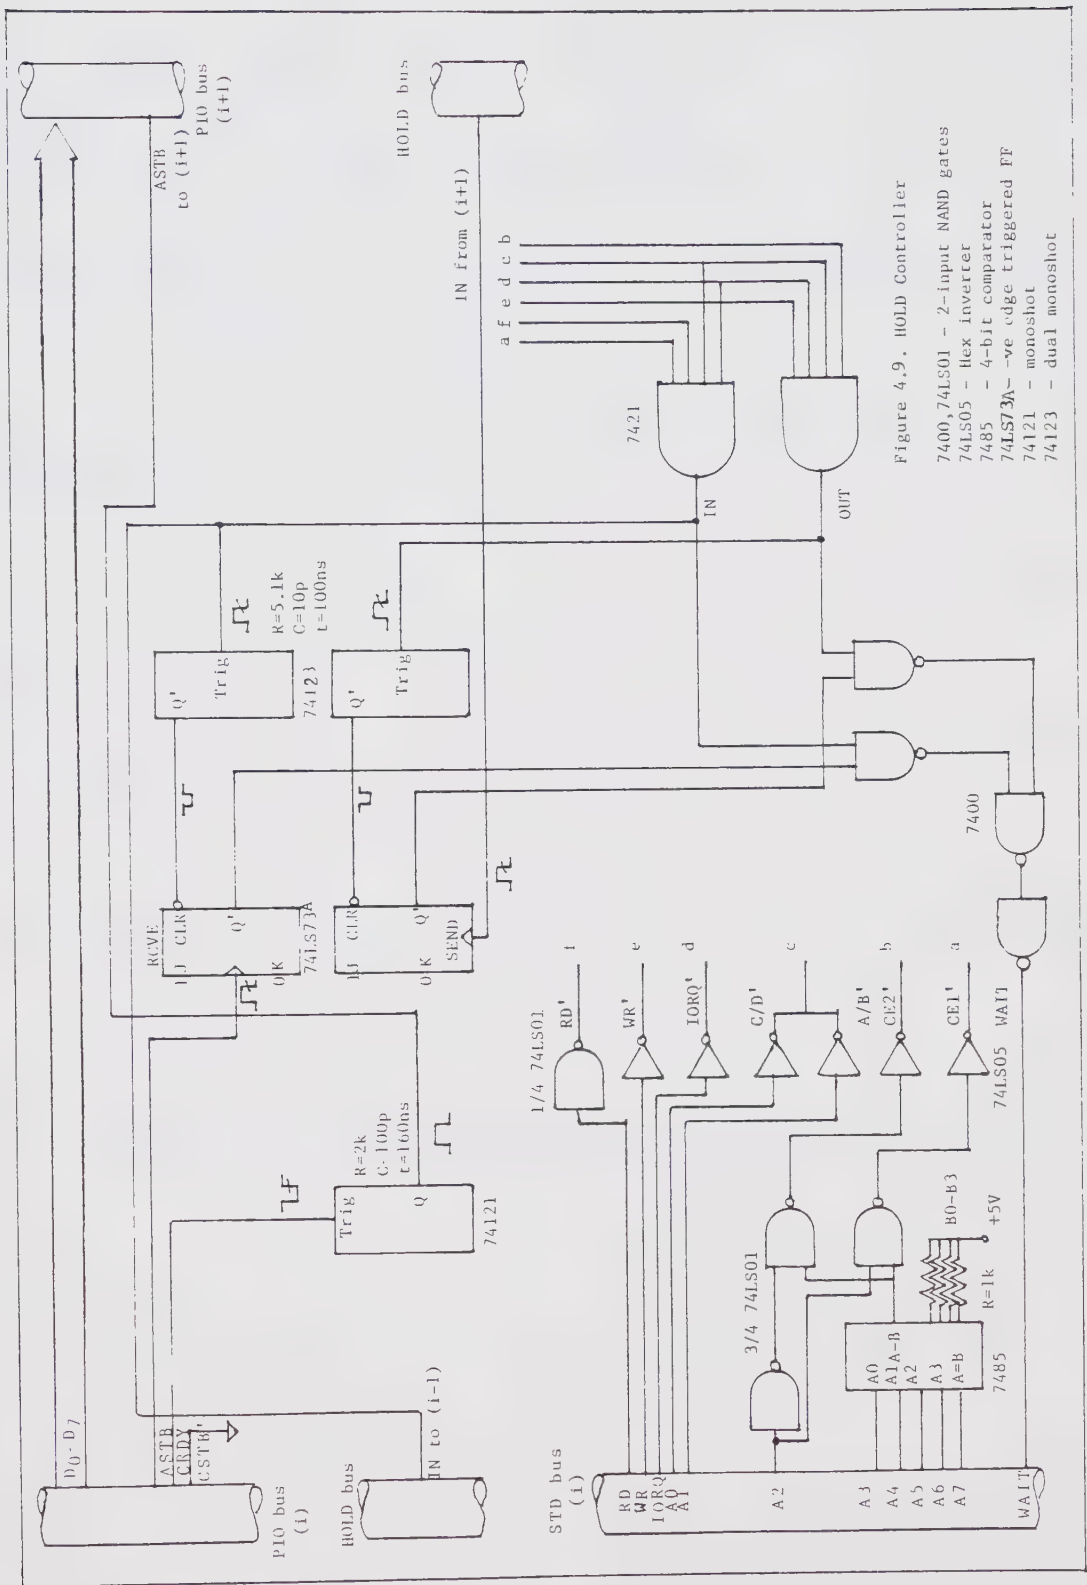 D0-D7
ASTB
CRDY
CSTB'
PIO bus
(i)
HOLD bus
IN to (i-1)
PIO bus
(i+1)
ASTB
to (i+1)
HOLD bus
IN from (i+1)
Trig
Q
74121
R=2k
C-100p
t=160ns
RCVE
1J CLR
Q'
0 K
74LS73A
1J CLR
Q'
0 K
SEND
Q'
Trig
74123
Q'
Trig
R=5.1k
C=10p
t=100ns
a f e d c b
7421
IN
OUT
7400
STD bus
(i)
RD
WR
IORQ
A0
A1
A2
A3
A4
A5
A6
A7
WAIT
3/4 74LS01
A0
A1A-B
A2
A3
A=B
7485
R=1k
B0-B3
+5V
1/4 74LS01
RD' f
WR' e
IORQ' d
C/D' c
A/B'
CE2' b
CE1' a
74LS05 WAIT
Figure 4.9. HOLD Controller
7400,74LS01 - 2-input NAND gates
74LS05 - Hex inverter
7485 - 4-bit comparator
74LS73A- -ve edge triggered FF
74121 - monoshot
74123 - dual monoshot